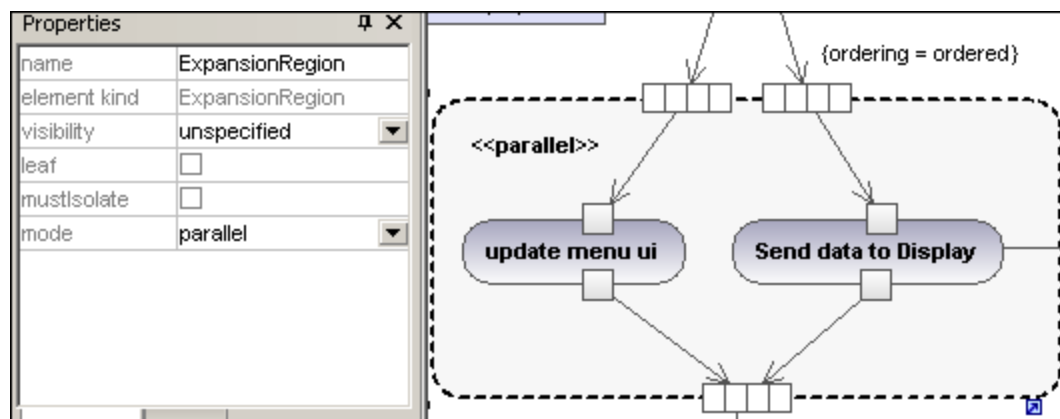 Properties
name ExpansionRegion
element kind ExpansionRegion
visibility unspecified
leaf
mustIsolate
mode parallel
{ordering = ordered}
<<parallel>>
update menu ui
Send data to Display